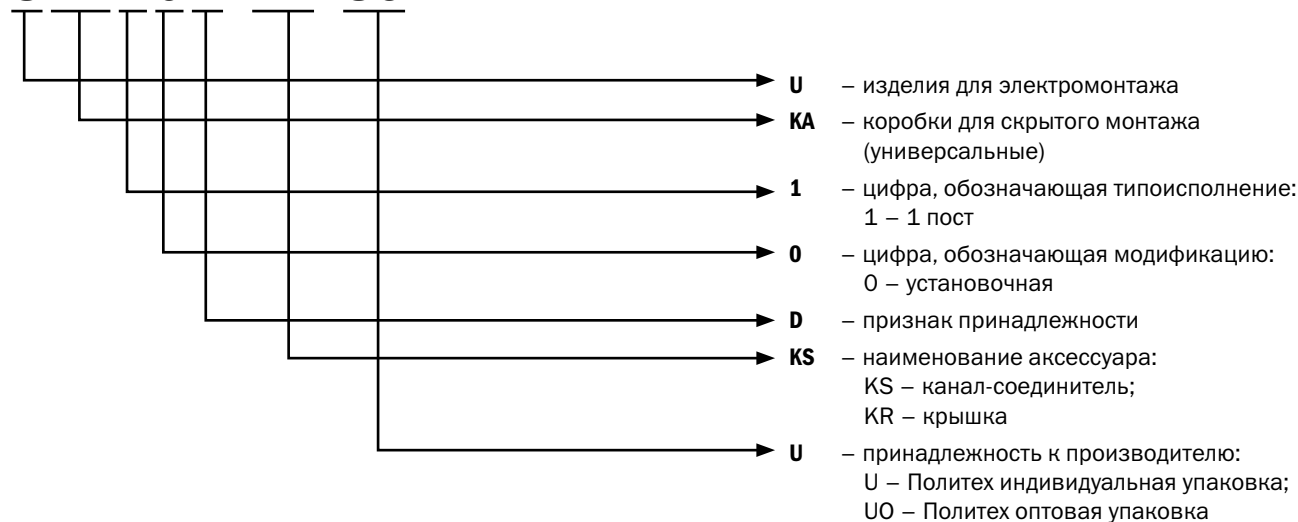 U – изделия для электромонтажа
KA – коробки для скрытого монтажа
(универсальные)
1 – цифра, обозначающая типоисполнение:
1 – 1 пост
0 – цифра, обозначающая модификацию:
0 – установочная
D – признак принадлежности
KS – наименование аксессуара:
KS – канал-соединитель;
KR – крышка
U – принадлежность к производителю:
U – Политех индивидуальная упаковка;
UO – Политех оптовая упаковка